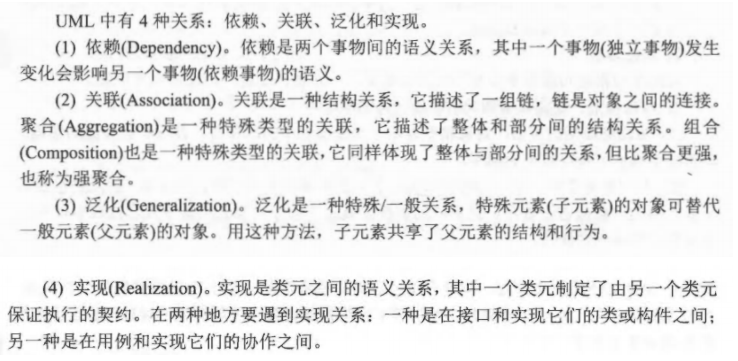 UML 中有 4 种关系：依赖、关联、泛化和实现。
(1) 依赖(Dependency)。依赖是两个事物间的语义关系，其中一个事物(独立事物)发生
变化会影响另一个事物(依赖事物)的语义。
(2) 关联(Association)。关联是一种结构关系，它描述了一组链，链是对象之间的连接。
聚合(Aggregation)是一种特殊类型的关联，它描述了整体和部分间的结构关系。组合
(Composition)也是一种特殊类型的关联，它同样体现了整体与部分间的关系，但比聚合更强，
也称为强聚合。
(3) 泛化(Generalization)。泛化是一种特殊/一般关系，特殊元素(子元素)的对象可替代
一般元素(父元素)的对象。用这种方法，子元素共享了父元素的结构和行为。
(4) 实现(Realization)。实现是类元之间的语义关系，其中一个类元制定了由另一个类元
保证执行的契约。在两种地方要遇到实现关系：一种是在接口和实现它们的类或构件之间；
另一种是在用例和实现它们的协作之间。